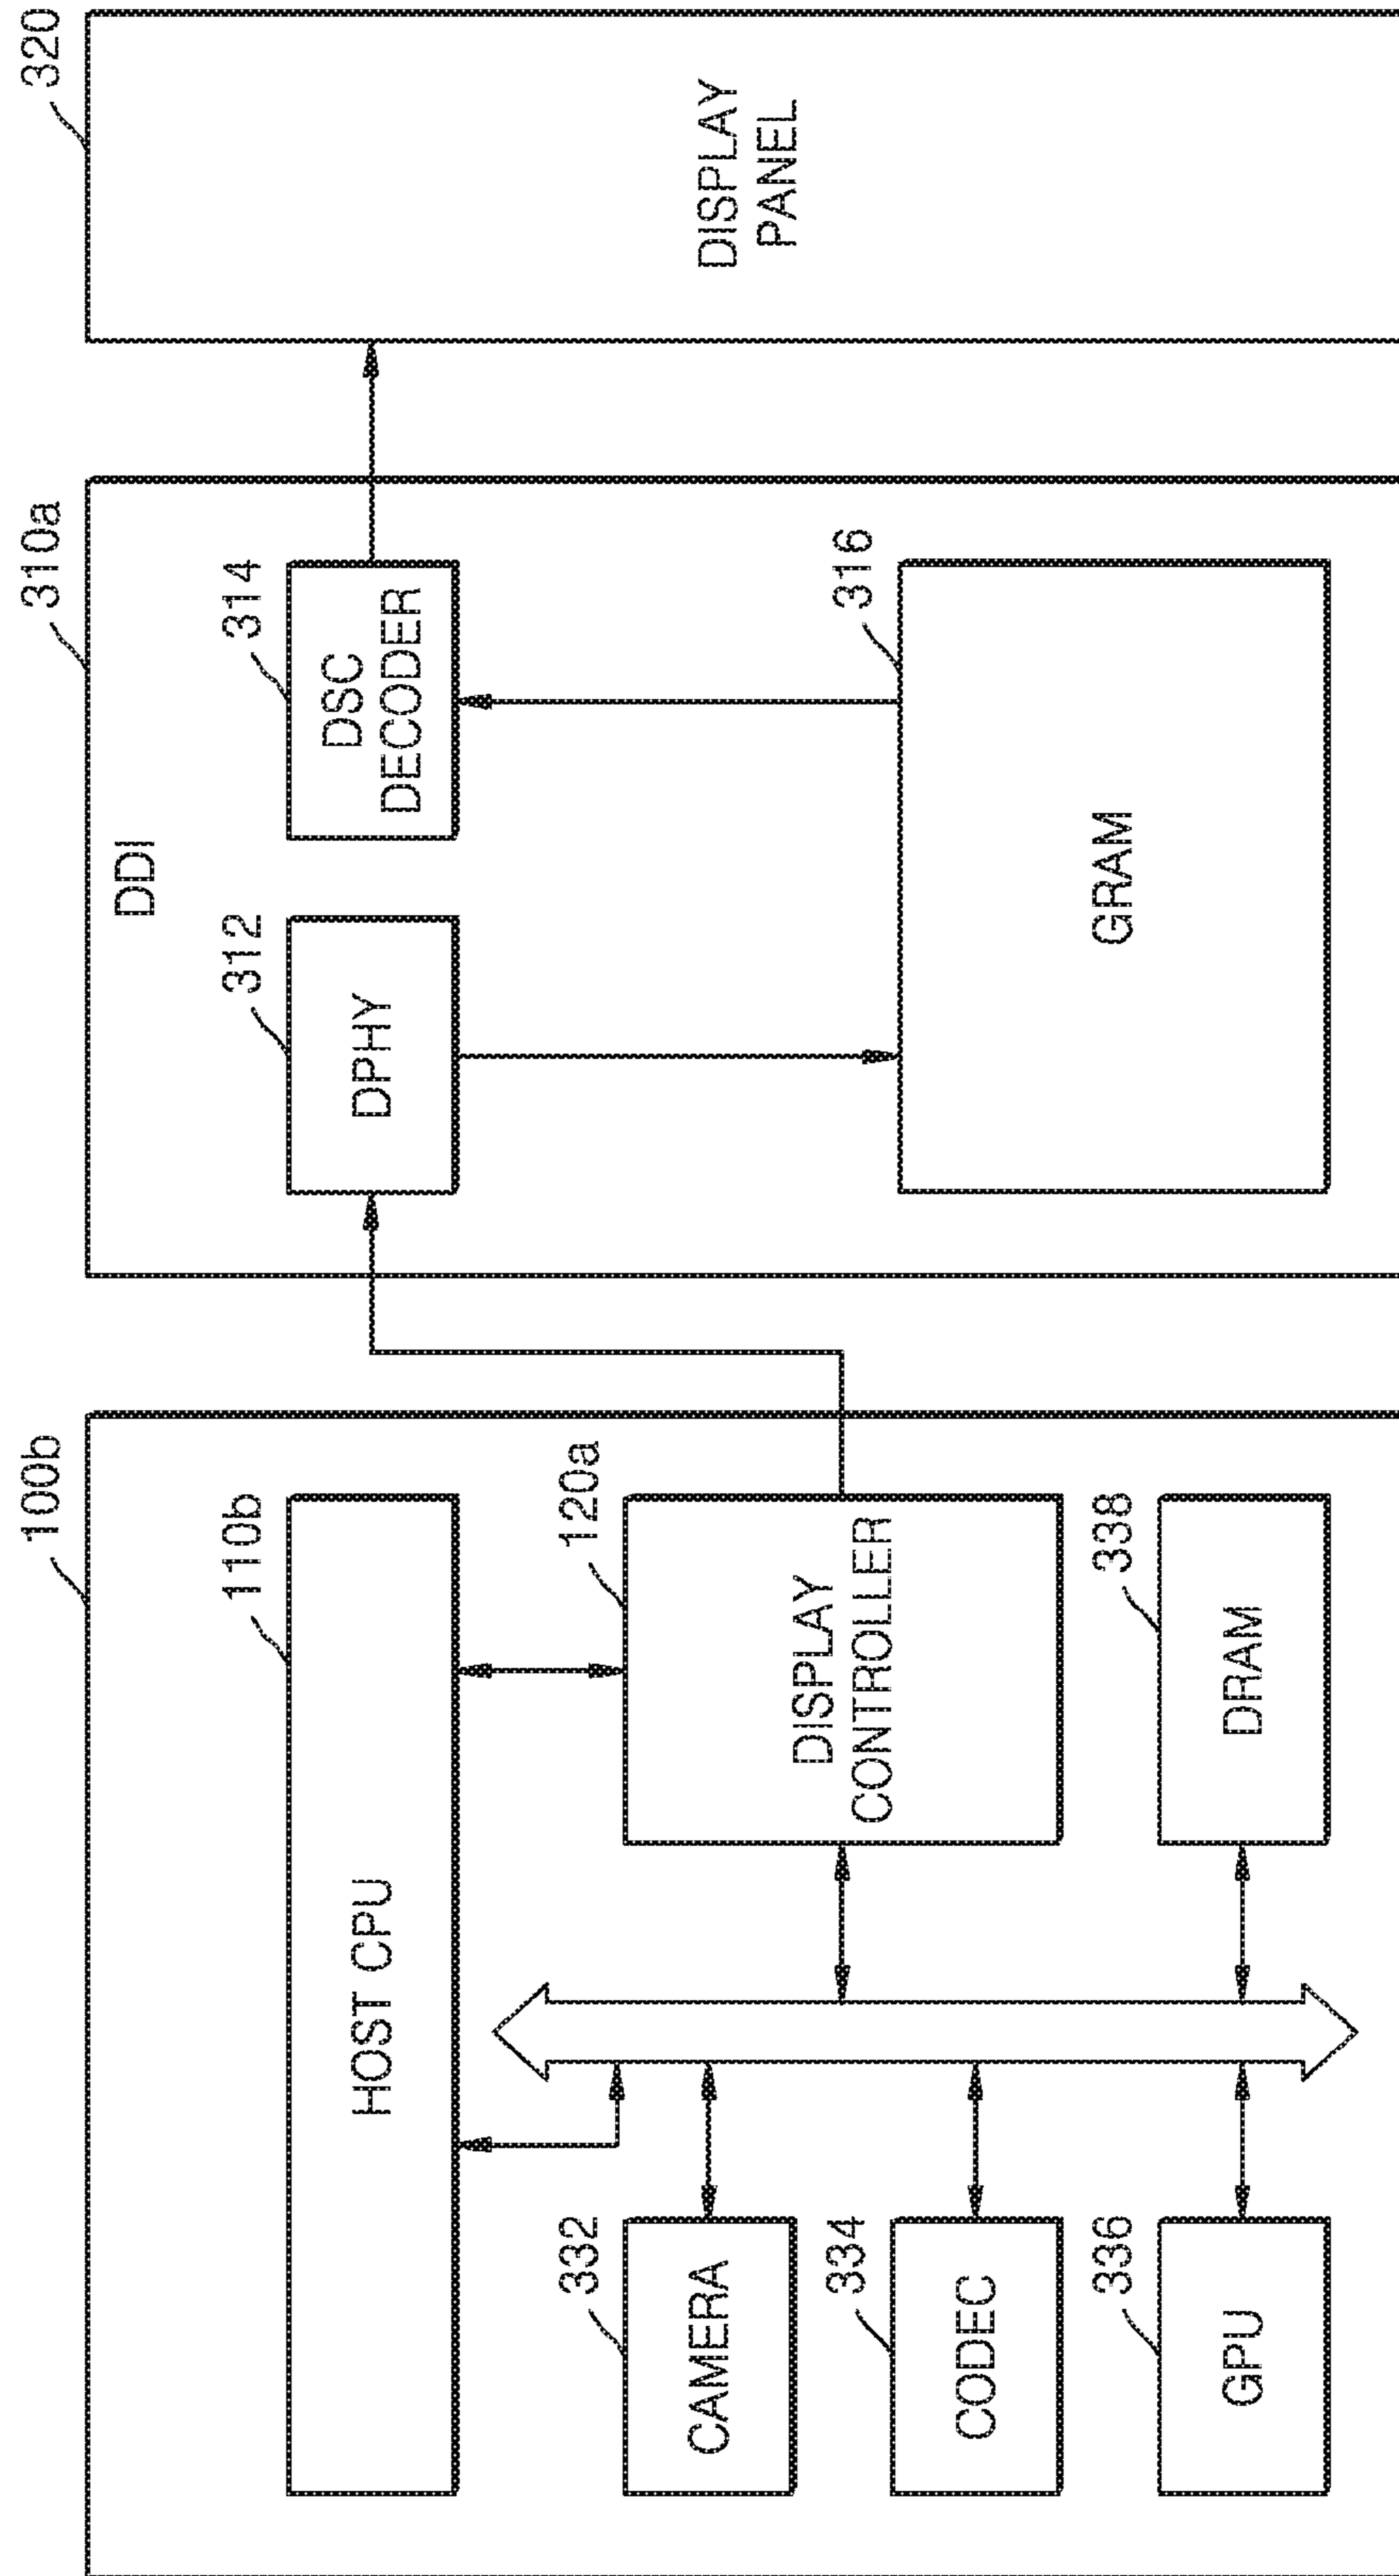 100b
110b
HOST CPU
120a
DISPLAY
CONTROLLER
332
CAMERA
334
CODEC
336
GPU
338
DRAM
310a
DDI
312
DPHY
314
DSC
DECODER
316
GRAM
320
DISPLAY
PANEL